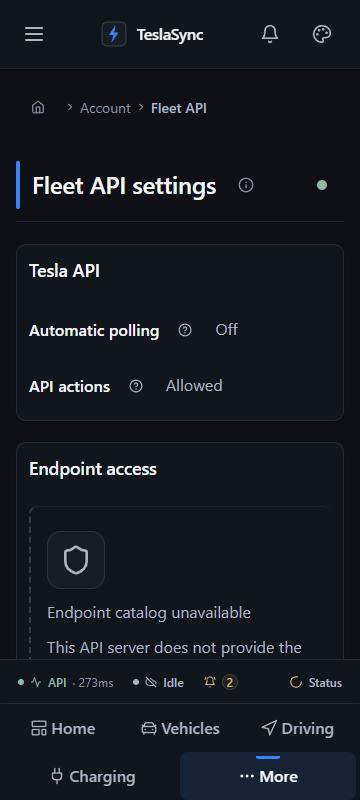 TeslaSync
Account > Fleet API
Fleet API settings
Tesla API
Automatic polling Off
API actions Allowed
Endpoint access
Endpoint catalog unavailable
This API server does not provide the
API · 273ms Idle 2 Status
Home Vehicles Driving
Charging More